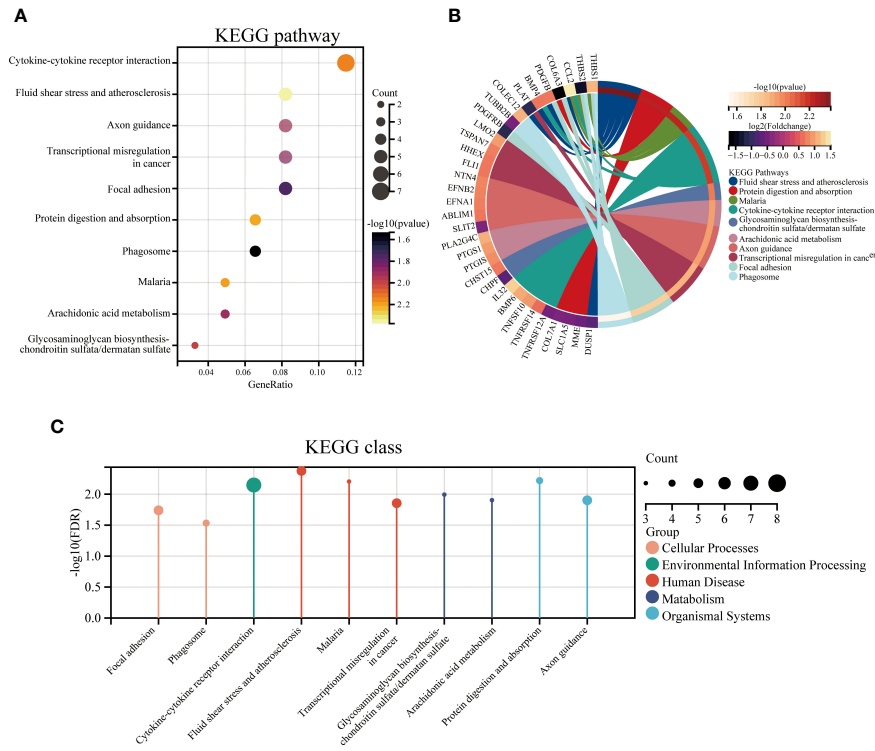 A
KEGG pathway
Cytokine-cytokine receptor interaction
Fluid shear stress and atherosclerosis
Axon guidance
Transcriptional misregulation
in cancer
Focal adhesion
Protein digestion and absorption
Phagosome
Malaria
Arachidonic acid metabolism
Glycosaminoglycan biosynthesis-
chondroitin sulfata/dermatan sulfate
0.04 0.06 0.08 0.10 0.12
GeneRatio
Count
2
3
4
5
6
7
-log10(pvalue)
1.6
1.8
2.0
2.2
B
THBS1
THBS2
CCL2
COL6A3
PDGFB
BMP4
PLAT
COLEC12
TUBB2B
PDGFRB
LMO2
TSPAN7
HHEX
FLI1
NTN4
EFNB2
EFNA1
ABLIM1
SLIT2
PLA2G4C
PTGS1
PTGIS
CHST15
CHPF
IL32
BMP6
TNFSF10
TNFRSF14
TNFRSF12A
COL7A1
SLC1A5
MME
DUSP1
-log10(pvalue)
1.6 1.8 2.0 2.2
log2(Foldchange)
−1.5 −1.0 −0.5 0.0 0.5 1.0 1.5
KEGG Pathways
Fluid shear stress and atherosclerosis
Protein digestion and absorption
Malaria
Cytokine-cytokine receptor interaction
Glycosaminoglycan biosynthesis-
chondroitin sulfata/dermatan sulfate
Arachidonic acid metabolism
Axon guidance
Transcriptional misregulation in cancer
Focal adhesion
Phagosome
C
KEGG class
-log10(FDR)
2.0
1.5
1.0
0.5
0.0
Focal adhesion
Phagosome
Cytokine-cytokine receptor interaction
Fluid shear stress and atherosclerosis
Malaria
Transcriptional misregulation
in cancer
Glycosaminoglycan biosynthesis-
chondroitin sulfata/dermatan sulfate
Arachidonic acid metabolism
Protein digestion and absorption
Axon guidance
Count
3 4 5 6 7 8
Group
Cellular Processes
Environmental Information Processing
Human Disease
Matabolism
Organismal Systems